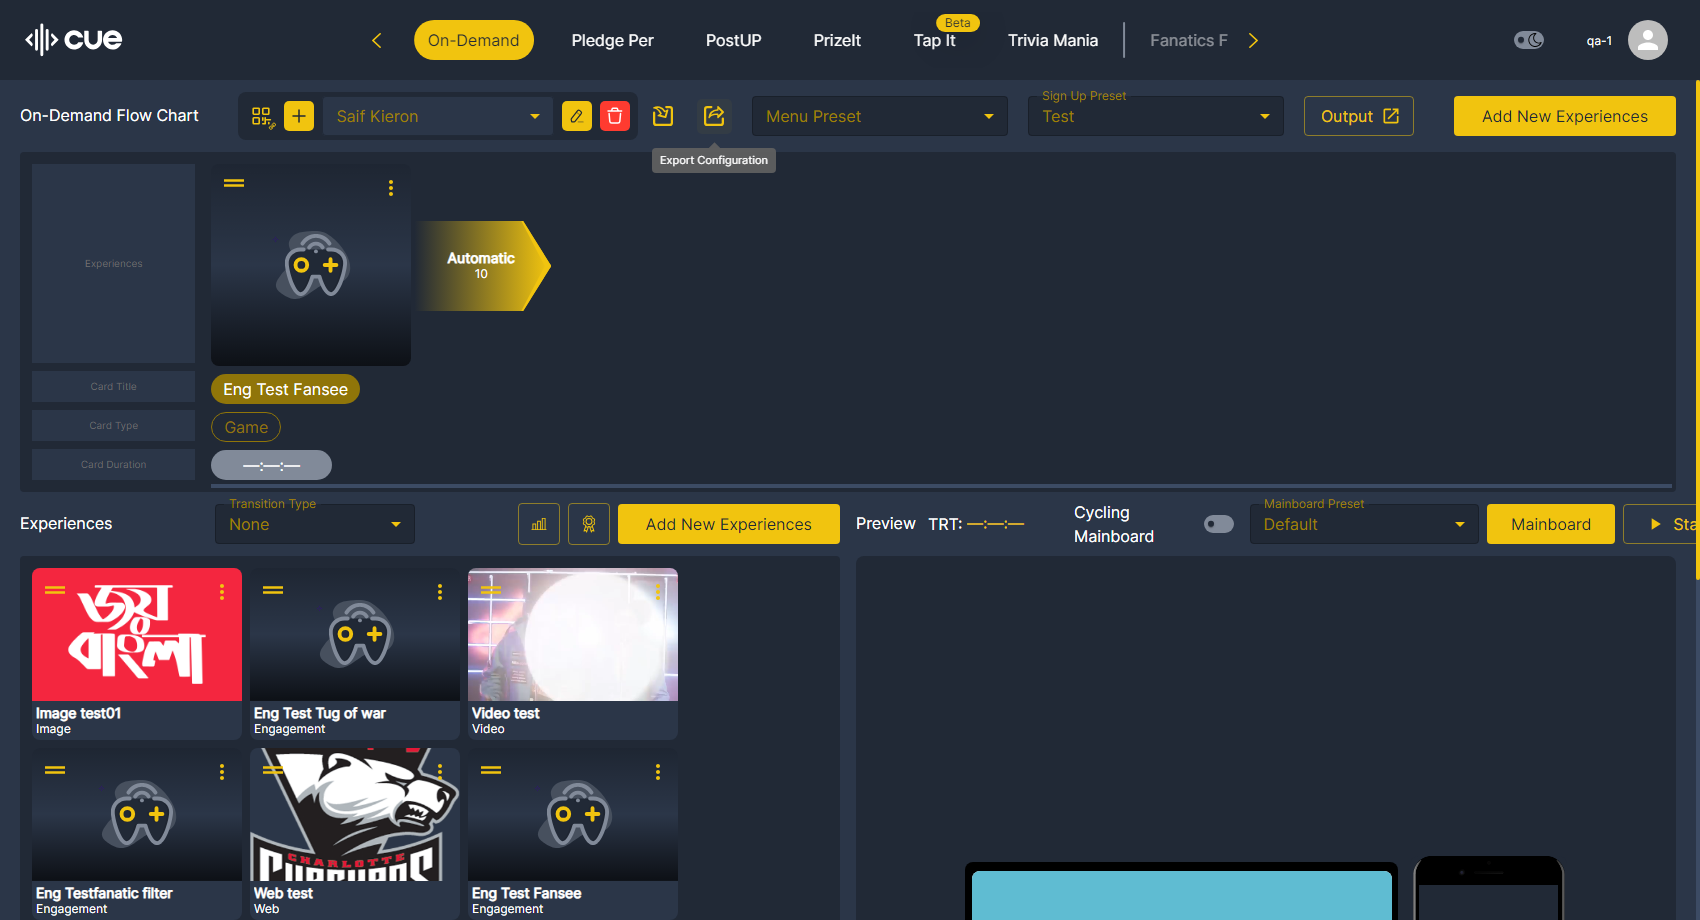 cue
On-Demand
Pledge Per
PostUP
PrizeIt
Beta
Tap It
Trivia Mania
Fanatics F
qa-1
On-Demand Flow Chart
Saif Kieron
Menu Preset
Sign Up Preset
Test
Output
Add New Experiences
Export Configuration
Experiences
Automatic
10
Card Title
Eng Test Fansee
Card Type
Game
Card Duration
—:—:—
Experiences
Transition Type
None
Add New Experiences
Preview
TRT: —:—:—
Cycling
Mainboard
Mainboard Preset
Default
Mainboard
Sta
জয়
বাংলা
Image test01
Image
Eng Test Tug of war
Engagement
Video test
Video
Eng Testfanatic filter
Engagement
CHARLOTTE
Web test
Web
Eng Test Fansee
Engagement